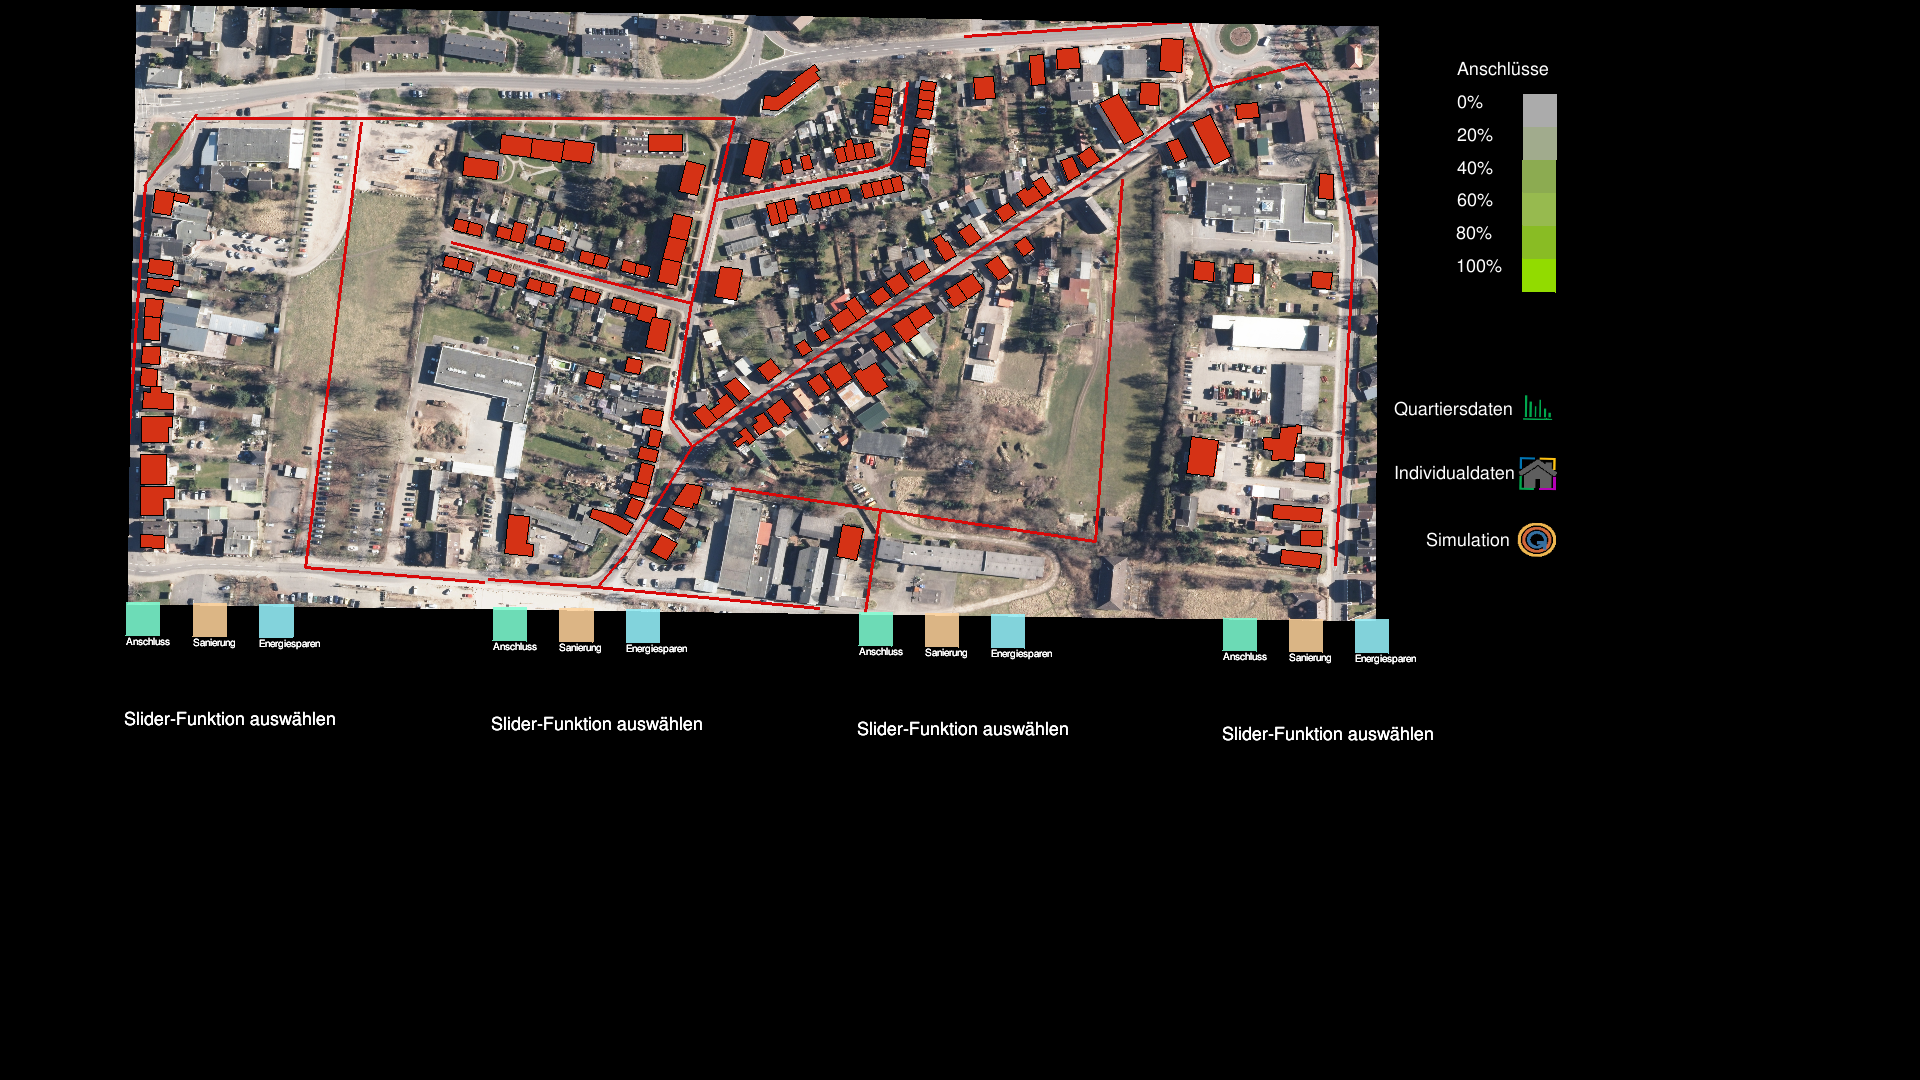 Anschlüsse
0%
20%
40%
60%
80%
100%
Quartiersdaten
Individualdaten
Simulation
Anschluss Sanierung Energiesparen
Anschluss Sanierung Energiesparen
Anschluss Sanierung Energiesparen
Anschluss Sanierung Energiesparen
Slider-Funktion auswählen
Slider-Funktion auswählen
Slider-Funktion auswählen
Slider-Funktion auswählen